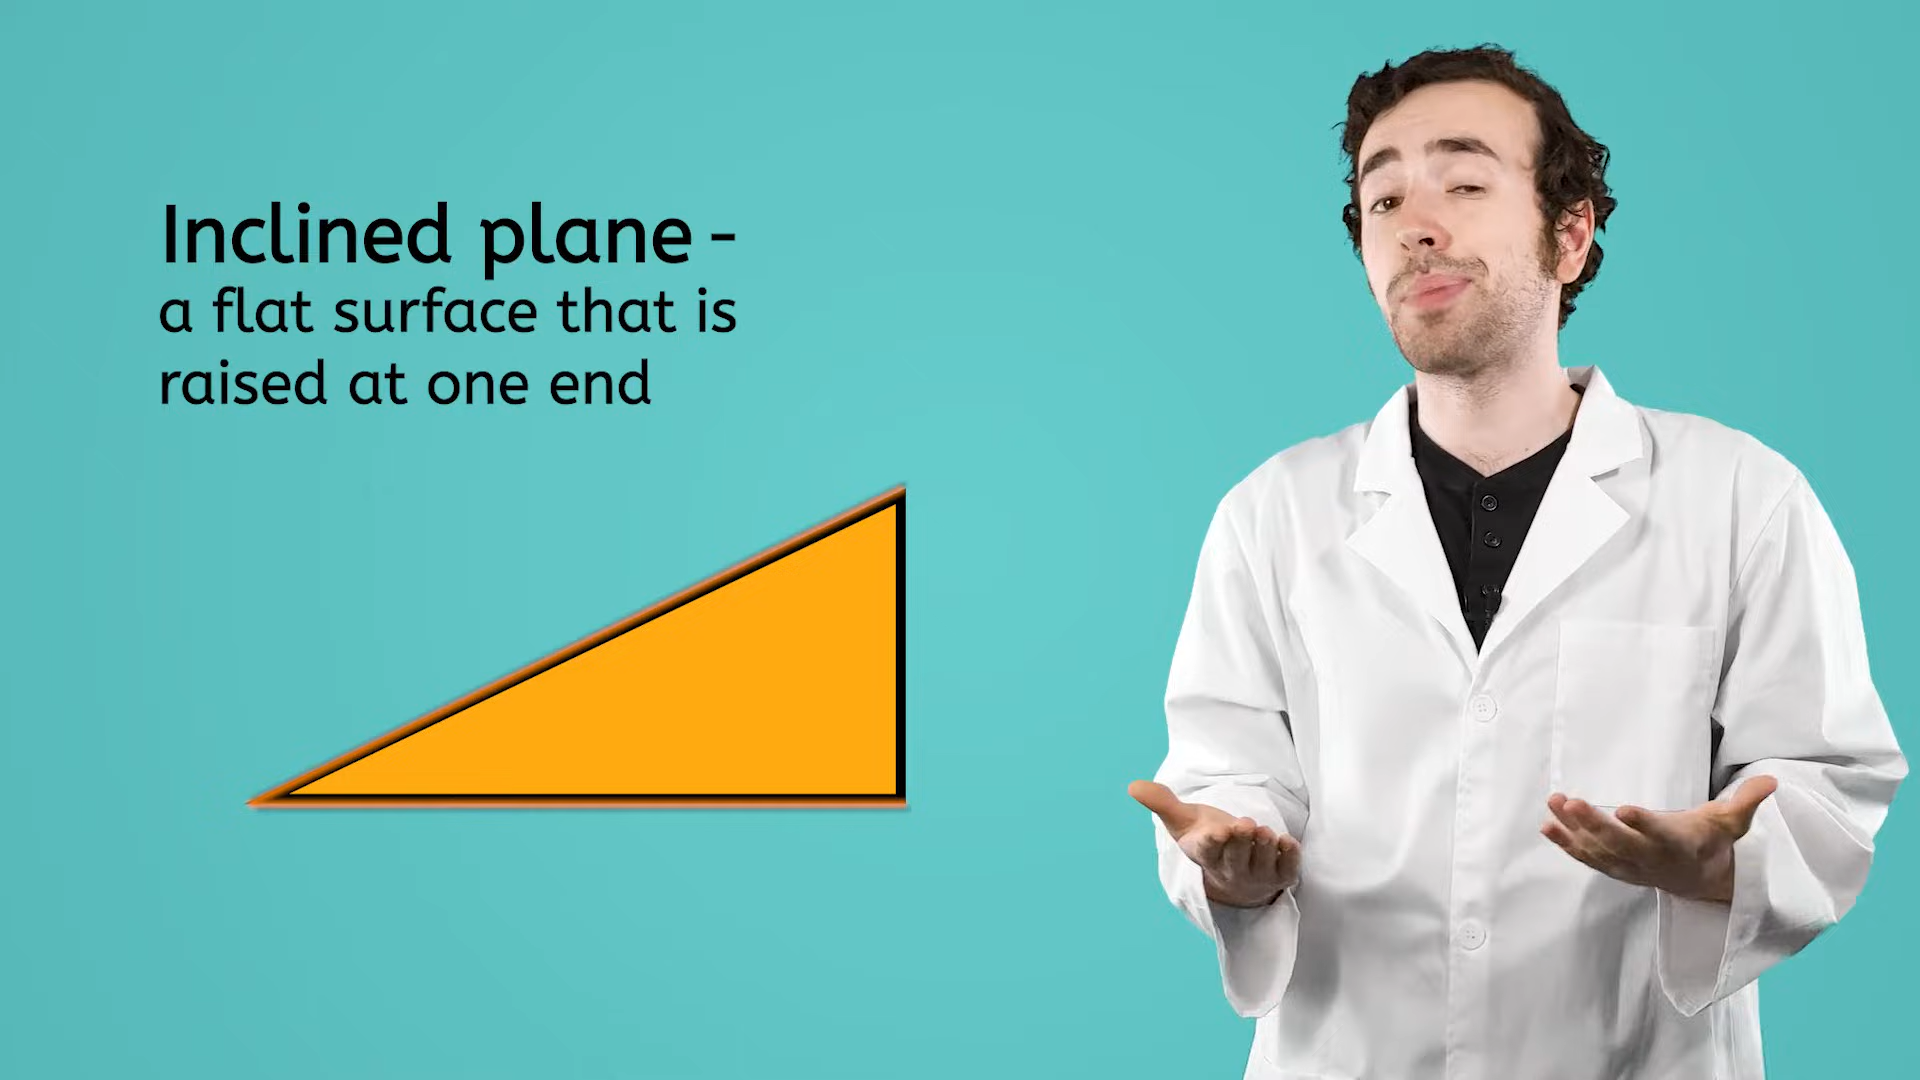 Inclined plane -
a flat surface that is
raised at one end